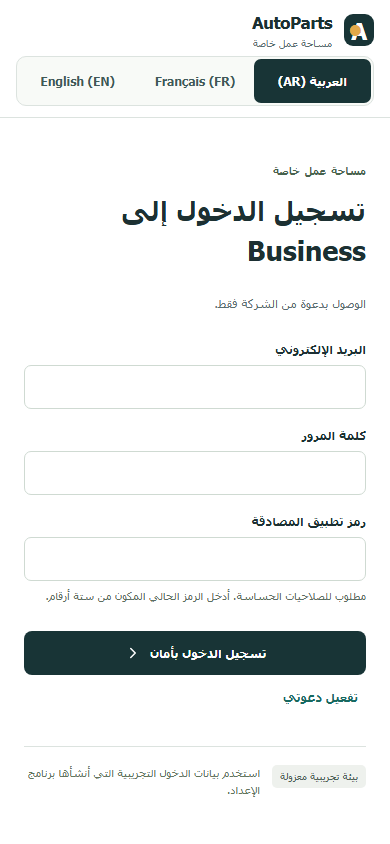 AutoParts
مساحة عمل خاصة
العربية (AR)
Français (FR)
English (EN)
مساحة عمل خاصة
تسجيل الدخول إلى
Business
الوصول بدعوة من الشركة فقط.
البريد الإلكتروني
كلمة المرور
رمز تطبيق المصادقة
مطلوب للصلاحيات الحساسة. أدخل الرمز الحالي المكون من ستة أرقام.
تسجيل الدخول بأمان
تفعيل دعوتي
بيئة تجريبية معزولة
استخدم بيانات الدخول التجريبية التي أنشأها برنامج
الإعداد.